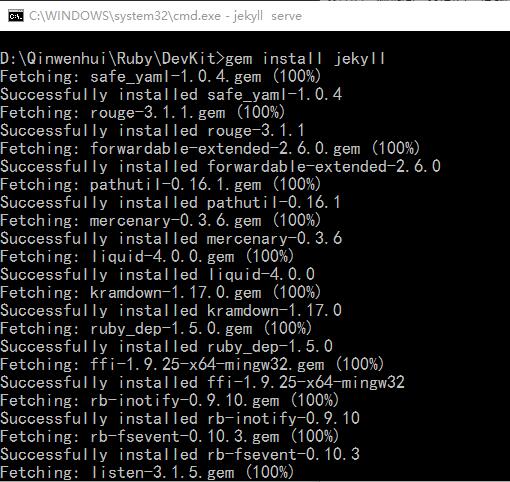 C:\WINDOWS\system32\cmd.exe - jekyll  serve
D:\Qinwenhui\Ruby\DevKit>gem install jekyll
Fetching: safe_yaml-1.0.4.gem (100%)
Successfully installed safe_yaml-1.0.4
Fetching: rouge-3.1.1.gem (100%)
Successfully installed rouge-3.1.1
Fetching: forwardable-extended-2.6.0.gem (100%)
Successfully installed forwardable-extended-2.6.0
Fetching: pathutil-0.16.1.gem (100%)
Successfully installed pathutil-0.16.1
Fetching: mercenary-0.3.6.gem (100%)
Successfully installed mercenary-0.3.6
Fetching: liquid-4.0.0.gem (100%)
Successfully installed liquid-4.0.0
Fetching: kramdown-1.17.0.gem (100%)
Successfully installed kramdown-1.17.0
Fetching: ruby_dep-1.5.0.gem (100%)
Successfully installed ruby_dep-1.5.0
Fetching: ffi-1.9.25-x64-mingw32.gem (100%)
Successfully installed ffi-1.9.25-x64-mingw32
Fetching: rb-inotify-0.9.10.gem (100%)
Successfully installed rb-inotify-0.9.10
Fetching: rb-fsevent-0.10.3.gem (100%)
Successfully installed rb-fsevent-0.10.3
Fetching: listen-3.1.5.gem (100%)